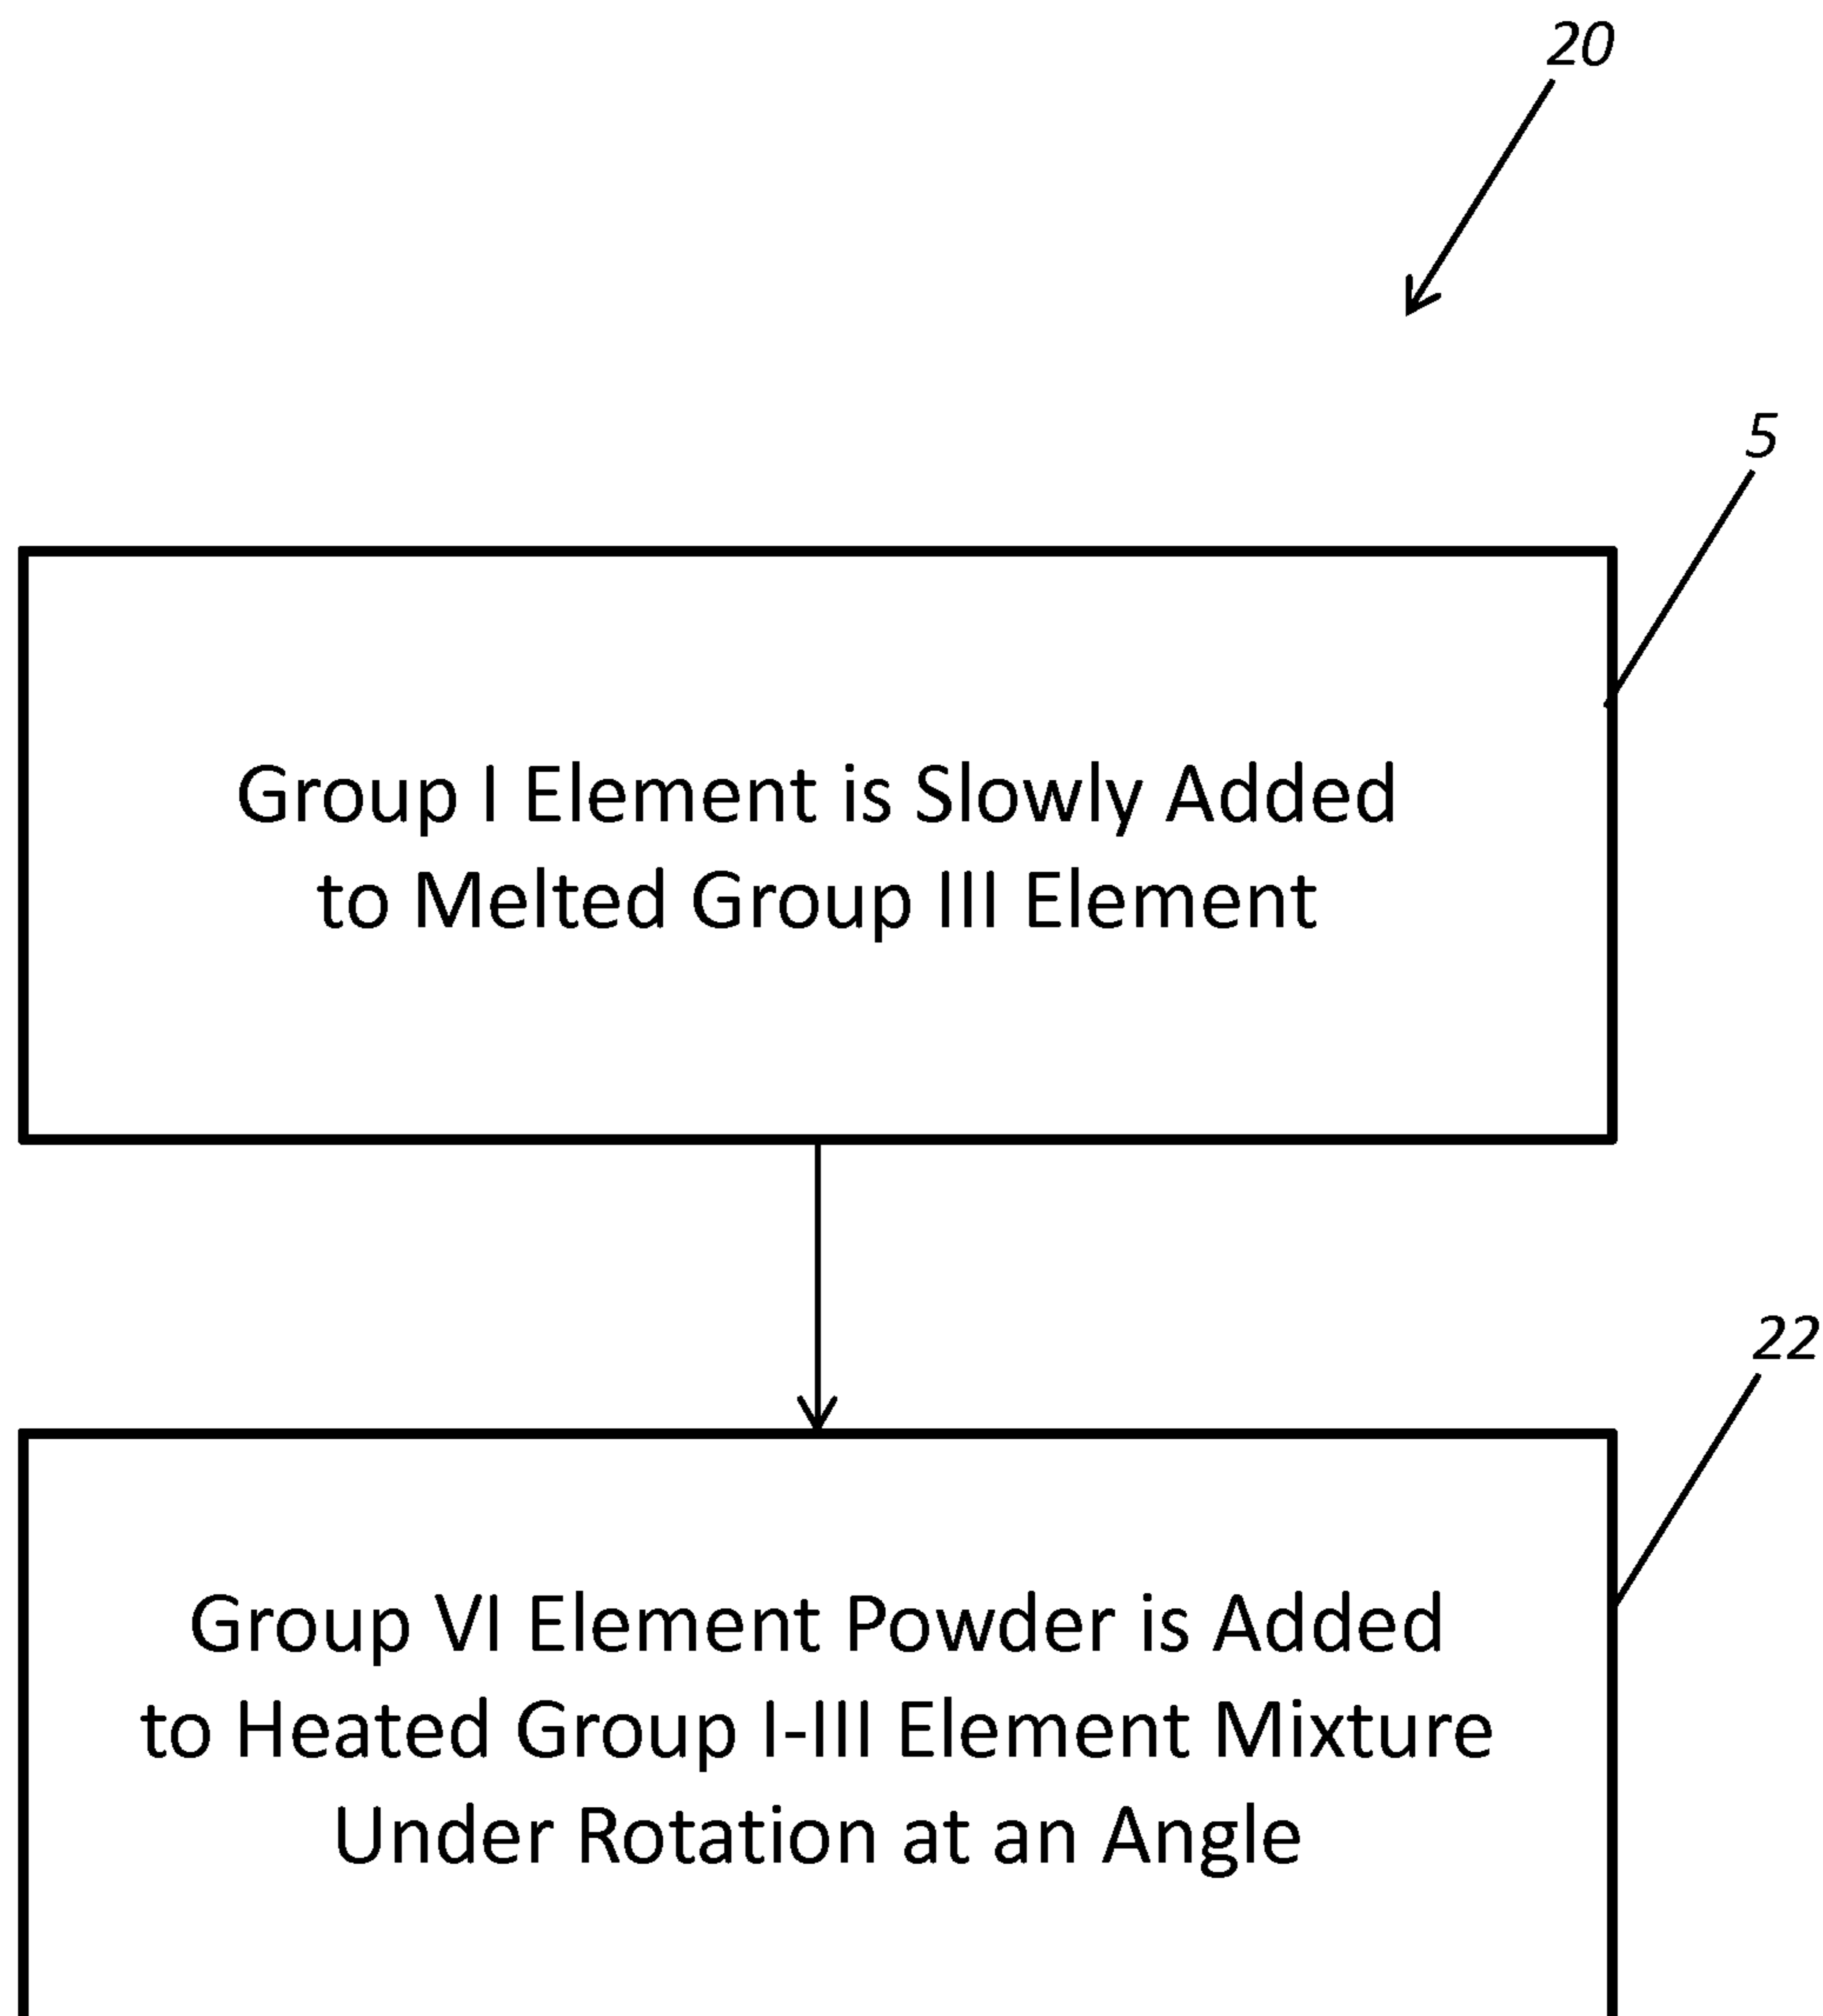 20
5
Group I Element is Slowly Added
to Melted Group III Element
22
Group VI Element Powder is Added
to Heated Group I-III Element Mixture
Under Rotation at an Angle